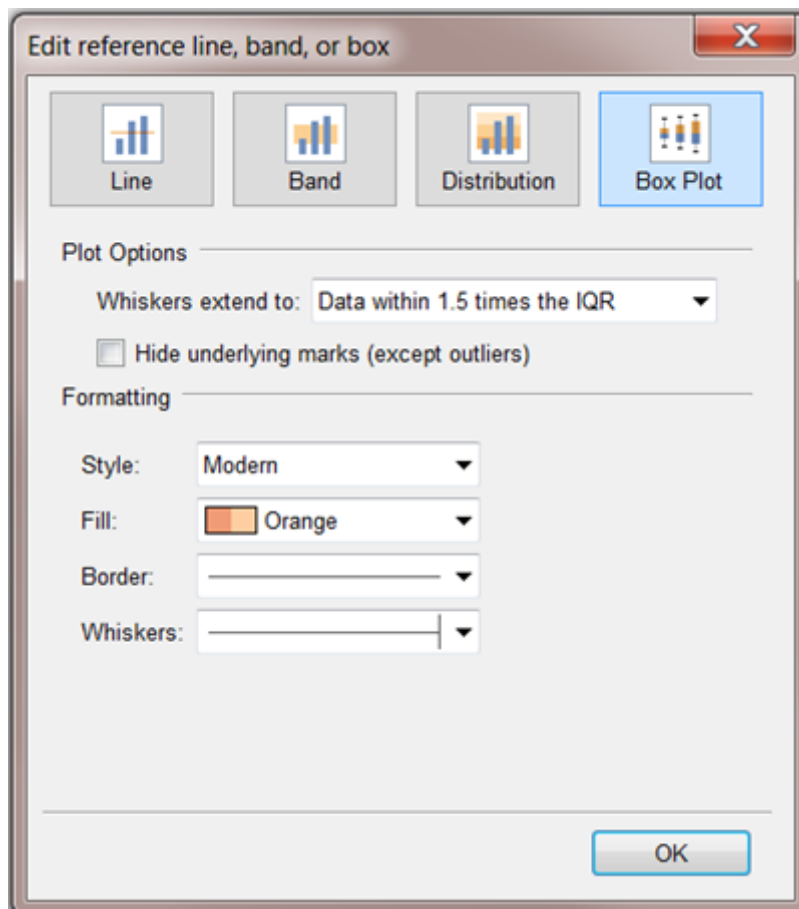 Edit reference line, band, or box
Line
Band
Distribution
Box Plot
Plot Options
Whiskers extend to: Data within 1.5 times the IQR
Hide underlying marks (except outliers)
Formatting
Style: Modern
Fill: Orange
Border:
Whiskers:
OK